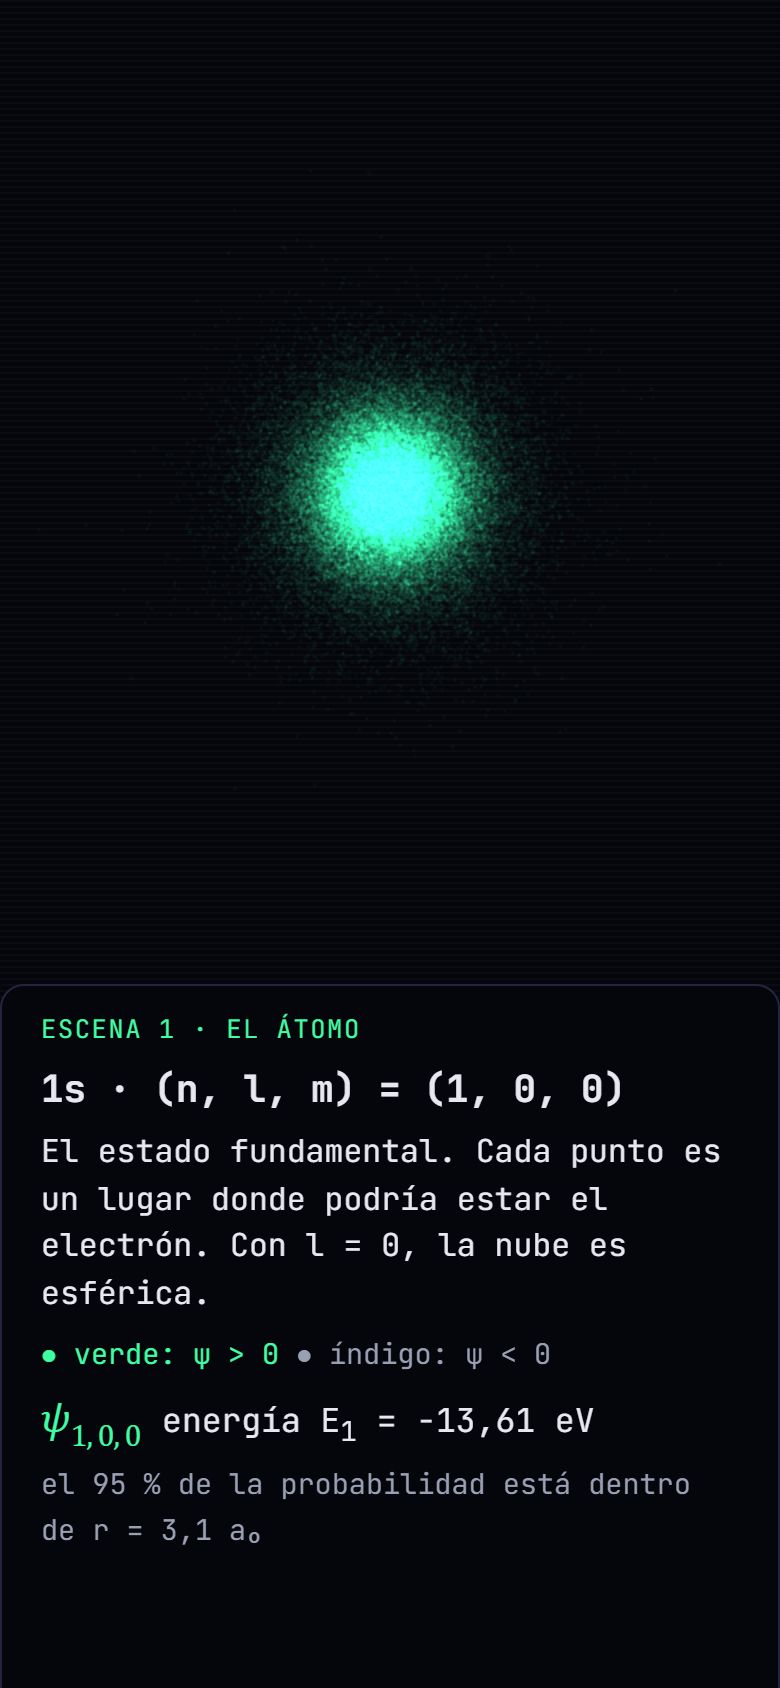 ESCENA 1 · EL ÁTOMO
1s · (n, l, m) = (1, 0, 0)
El estado fundamental. Cada punto es
un lugar donde podría estar el
electrón. Con l = 0, la nube es
esférica.
● verde: ψ > 0 ● índigo: ψ < 0
ψ₁,₀,₀ energía E₁ = -13,61 eV
el 95 % de la probabilidad está dentro
de r = 3,1 a₀